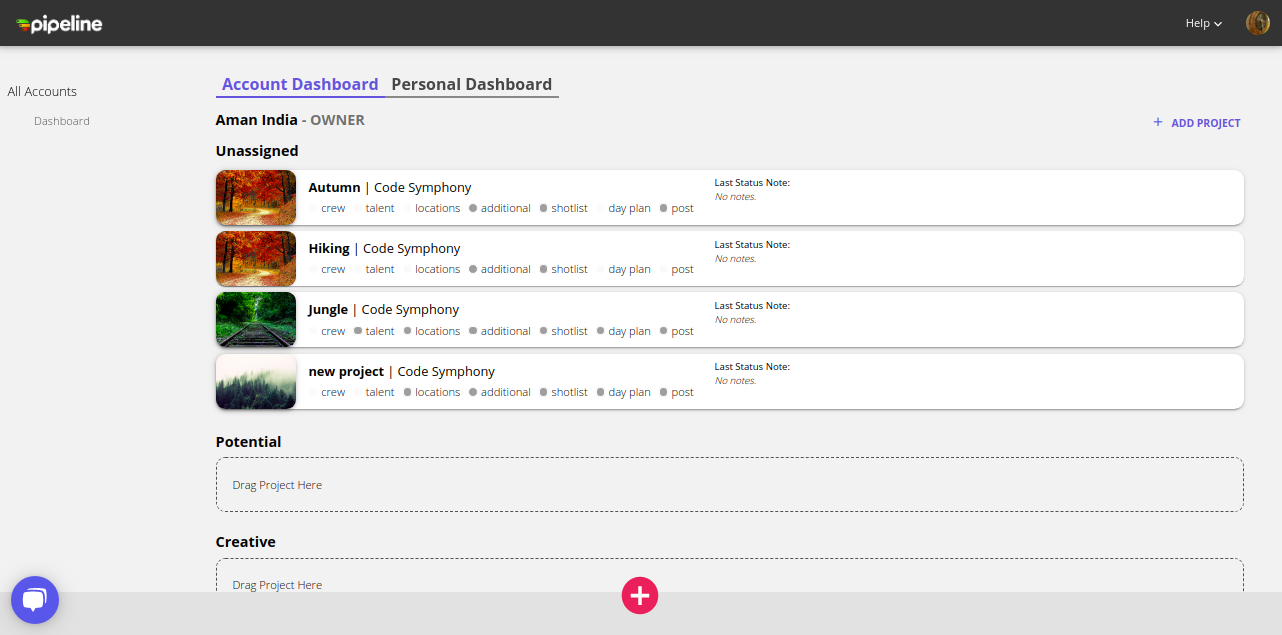 pipeline
Help
All Accounts
Dashboard
Account Dashboard Personal Dashboard
Aman India - OWNER
+ ADD PROJECT
Unassigned
Autumn | Code Symphony
crew talent locations additional shotlist day plan post
Last Status Note:
No notes.
Hiking | Code Symphony
crew talent locations additional shotlist day plan post
Last Status Note:
No notes.
Jungle | Code Symphony
crew talent locations additional shotlist day plan post
Last Status Note:
No notes.
new project | Code Symphony
crew talent locations additional shotlist day plan post
Last Status Note:
No notes.
Potential
Drag Project Here
Creative
Drag Project Here